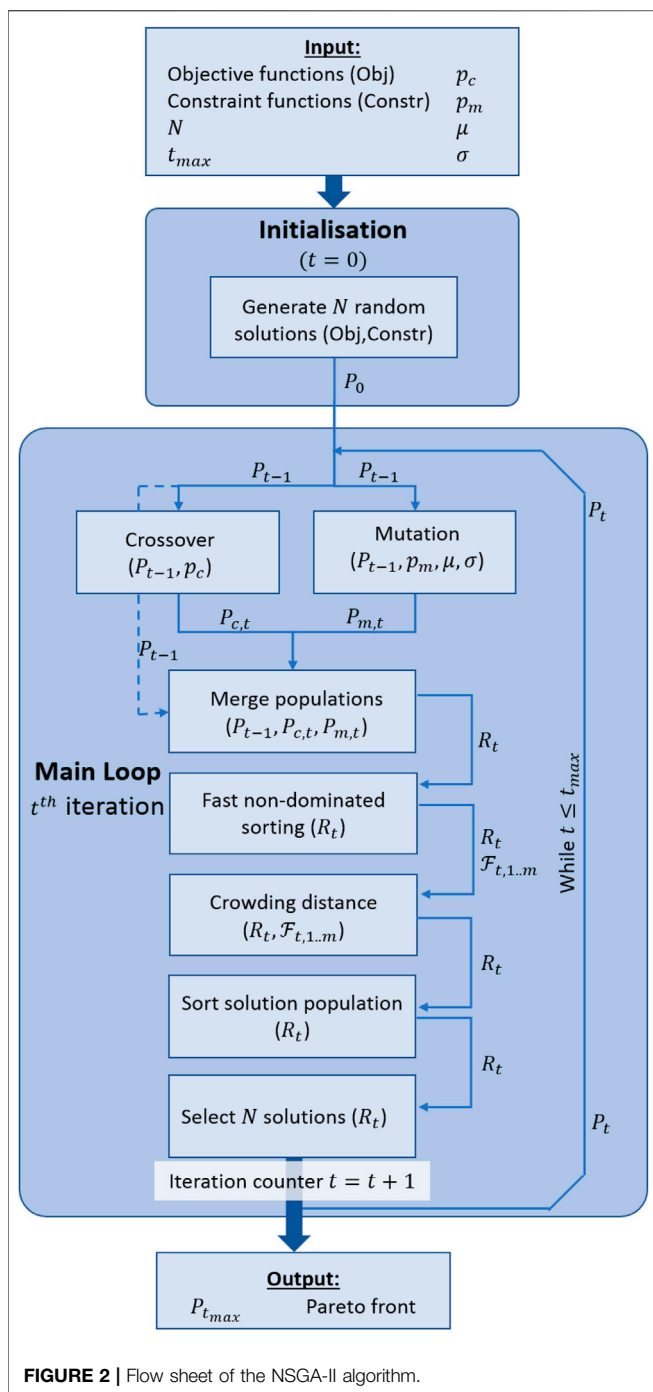 Input:
Objective functions (Obj) p_c
Constraint functions (Constr) p_m
N μ
t_max σ
Initialisation
(t = 0)
Generate N random
solutions (Obj,Constr)
P_0
P_{t−1} P_{t−1}
P_t
Crossover
(P_{t−1}, p_c)
Mutation
(P_{t−1}, p_m, μ, σ)
P_{c,t} P_{m,t}
P_{t−1}
Merge populations
(P_{t−1}, P_{c,t}, P_{m,t})
R_t
Main Loop
t^{th} iteration
Fast non-dominated
sorting (R_t)
R_t
ℱ_{t,1..m}
While t ≤ t_max
Crowding distance
(R_t, ℱ_{t,1..m})
R_t
Sort solution population
(R_t)
R_t
Select N solutions (R_t)
P_t
Iteration counter t = t + 1
Output:
P_{t_max} Pareto front
FIGURE 2 | Flow sheet of the NSGA-II algorithm.